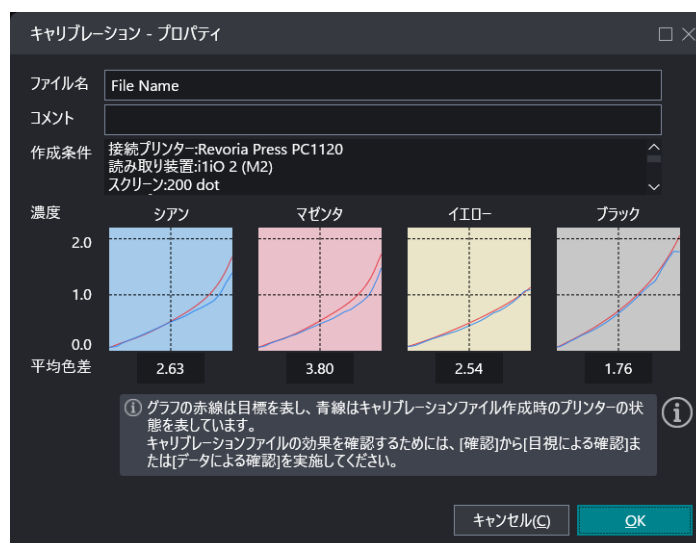 キャリブレーション - プロパティ
ファイル名
File Name
コメント
作成条件
接続プリンター:Revoria Press PC1120
読み取り装置:i1iO 2 (M2)
スクリーン:200 dot
濃度
シアン
マゼンタ
イエロー
ブラック
2.0
1.0
0.0
平均色差
2.63
3.80
2.54
1.76
グラフの赤線は目標を表し、青線はキャリブレーションファイル作成時のプリンターの状
態を表しています。
キャリブレーションファイルの効果を確認するためには、[確認]から[目視による確認]ま
たは[データによる確認]を実施してください。
キャンセル(C)
OK